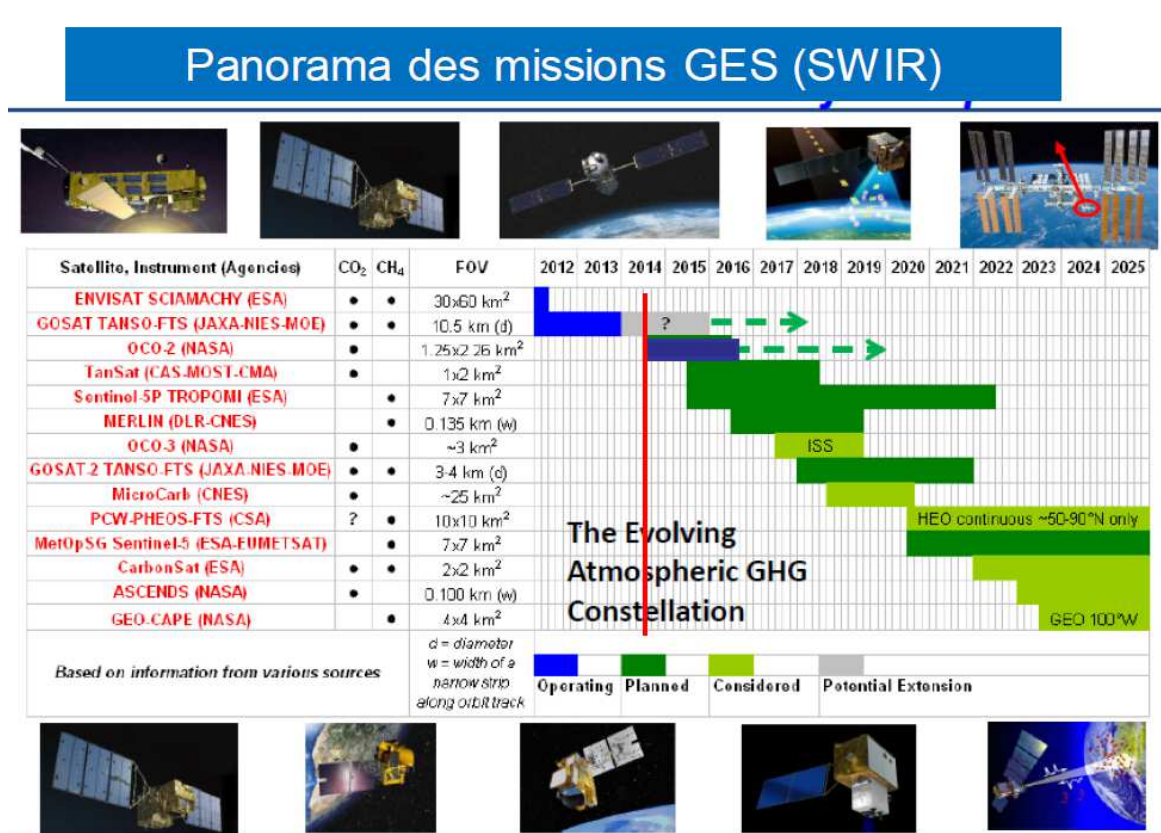 Panorama des missions GES (SWIR)
Satellite, Instrument (Agencies) CO₂ CH₄ FOV 2012 2013 2014 2015 2016 2017 2018 2019 2020 2021 2022 2023 2024 2025
ENVISAT SCIAMACHY (ESA) • • 30x60 km²
GOSAT TANSO-FTS (JAXA-NIES-MOE) • • 10.5 km (d) ?
OCO-2 (NASA) • 1.25x2.26 km²
TanSat (CAS-MOST-CMA) • 1x2 km²
Sentinel-5P TROPOMI (ESA) • 7x7 km²
MERLIN (DLR-CNES) • 0.135 km (w)
OCO-3 (NASA) • ~3 km² ISS
GOSAT-2 TANSO-FTS (JAXA-NIES-MOE) • • 3-4 km (d)
MicroCarb (CNES) • ~25 km²
PCW-PHEOS-FTS (CSA) ? • 10x10 km² HEO continuous ~50-90°N only
MetOpSG Sentinel-5 (ESA-EUMETSAT) • 7x7 km²
CarbonSat (ESA) • • 2x2 km²
ASCENDS (NASA) • 0.100 km (w)
GEO-CAPE (NASA) • 4x4 km² GEO 100°W
The Evolving
Atmospheric GHG
Constellation
Based on information from various sources
d = diameter
w = width of a
narrow strip
along orbit track
Operating Planned Considered Potential Extension